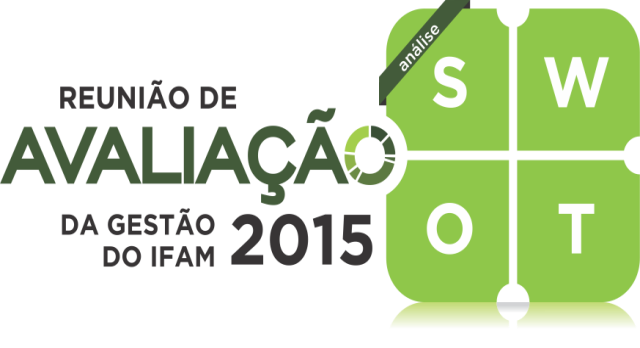 REUNIÃO DE
AVALIAÇÃO
DA GESTÃO
DO IFAM
2015
análise
S W
O T